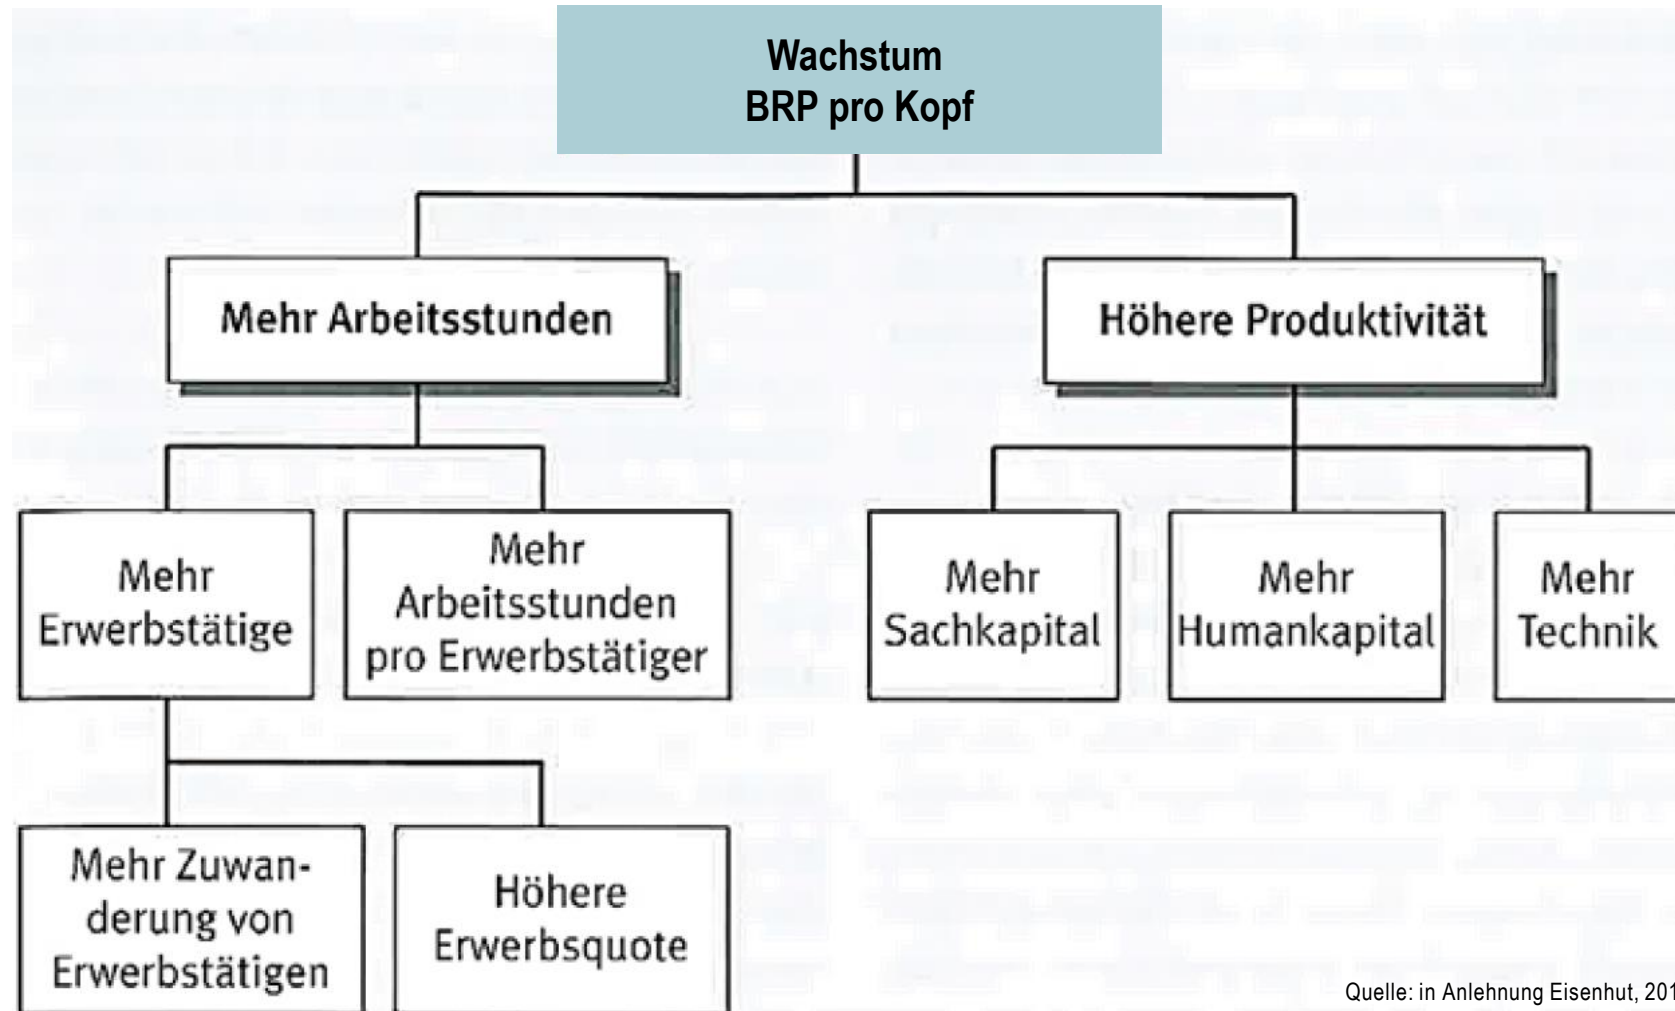 Wachstum
BRP pro Kopf
Mehr Arbeitsstunden
Höhere Produktivität
Mehr
Erwerbstätige
Mehr
Arbeitsstunden
pro Erwerbstätiger
Mehr
Sachkapital
Mehr
Humankapital
Mehr
Technik
Mehr Zuwan-
derung von
Erwerbstätigen
Höhere
Erwerbsquote
Quelle: in Anlehnung Eisenhut, 201